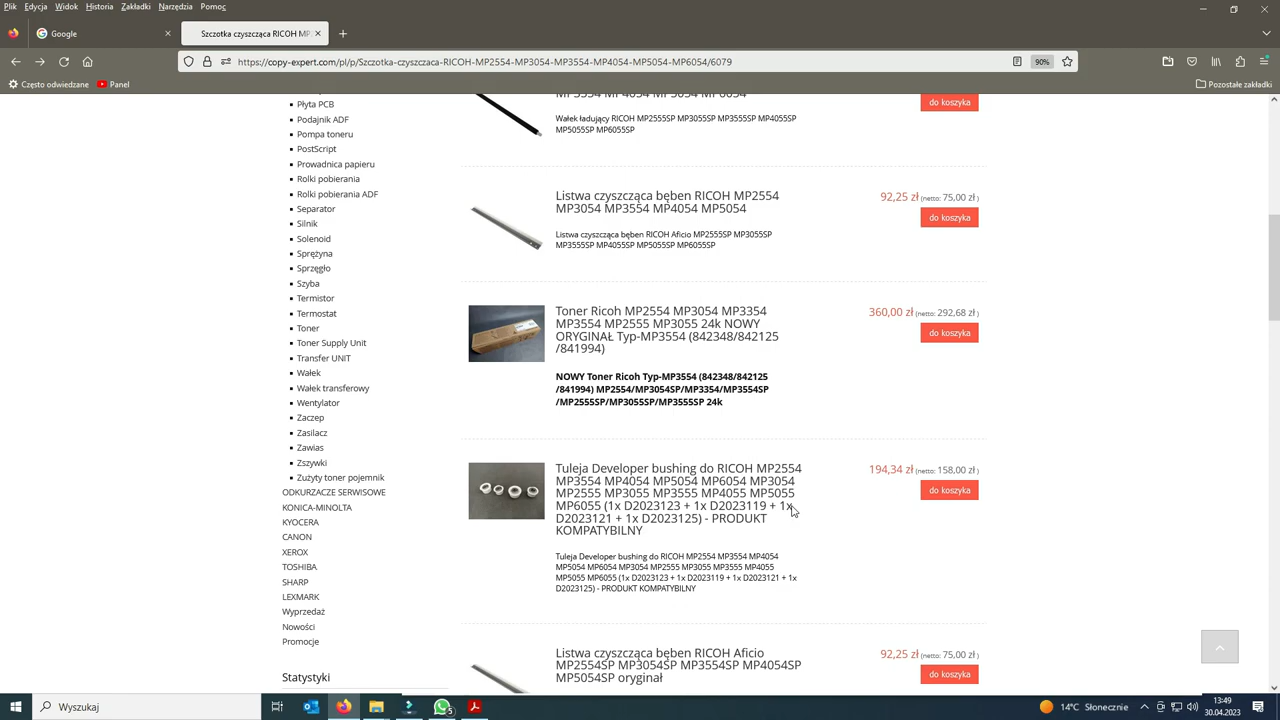 Plik Edycja Widok Historia Zakładki Narzędzia Pomoc
Google
Szczotka czyszcząca RICOH MP
https://copy-expert.com/pl/p/Szczotka-czyszczaca-RICOH-MP2554-MP3054-MP3554-MP4054-MP5054-MP6054/6079
90%
Często odwiedzane
Panel
Pozostałe zakładki
Płyta PCB
Podajnik ADF
Pompa toneru
PostScript
Prowadnica papieru
Rolki pobierania
Rolki pobierania ADF
Separator
Silnik
Solenoid
Sprężyna
Sprzęgło
Szyba
Termistor
Termostat
Toner
Toner Supply Unit
Transfer UNIT
Wałek
Wałek transferowy
Wentylator
Zaczep
Zasilacz
Zawias
Zszywki
Zużyty toner pojemnik
ODKURZACZE SERWISOWE
KONICA-MINOLTA
KYOCERA
CANON
XEROX
TOSHIBA
SHARP
LEXMARK
Wyprzedaż
Nowości
Promocje
Statystyki
MP3554 MP4054 MP5054 MP6054
do koszyka
Wałek ładujący RICOH MP2555SP MP3055SP MP3555SP MP4055SP
MP5055SP MP6055SP
Listwa czyszcząca bęben RICOH MP2554
MP3054 MP3554 MP4054 MP5054
92,25 zł (netto: 75,00 zł )
do koszyka
Listwa czyszcząca bęben RICOH Aficio MP2555SP MP3055SP
MP3555SP MP4055SP MP5055SP MP6055SP
Toner Ricoh MP2554 MP3054 MP3354
MP3554 MP2555 MP3055 24k NOWY
ORYGINAŁ Typ-MP3554 (842348/842125
/841994)
360,00 zł (netto: 292,68 zł )
do koszyka
NOWY Toner Ricoh Typ-MP3554 (842348/842125
/841994) MP2554/MP3054SP/MP3354/MP3554SP
/MP2555SP/MP3055SP/MP3555SP 24k
Tuleja Developer bushing do RICOH MP2554
MP3554 MP4054 MP5054 MP6054 MP3054
MP2555 MP3055 MP3555 MP4055 MP5055
MP6055 (1x D2023123 + 1x D2023119 + 1x
D2023121 + 1x D2023125) - PRODUKT
KOMPATYBILNY
194,34 zł (netto: 158,00 zł )
do koszyka
Tuleja Developer bushing do RICOH MP2554 MP3554 MP4054
MP5054 MP6054 MP3054 MP2555 MP3055 MP3555 MP4055
MP5055 MP6055 (1x D2023123 + 1x D2023119 + 1x D2023121 + 1x
D2023125) - PRODUKT KOMPATYBILNY
Listwa czyszcząca bęben RICOH Aficio
MP2554SP MP3054SP MP3554SP MP4054SP
MP5054SP oryginał
92,25 zł (netto: 75,00 zł )
do koszyka
Wyszukaj
5
14°C Słonecznie
13:49
30.04.2023